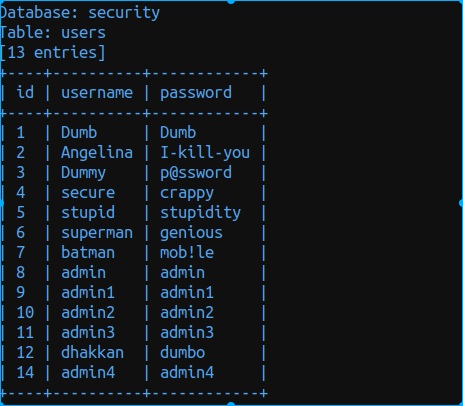 Database: security
Table: users
[13 entries]
+----+----------+------------+
| id | username | password   |
+----+----------+------------+
| 1  | Dumb     | Dumb       |
| 2  | Angelina | I-kill-you |
| 3  | Dummy    | p@ssword   |
| 4  | secure   | crappy     |
| 5  | stupid   | stupidity  |
| 6  | superman | genious    |
| 7  | batman   | mob!le     |
| 8  | admin    | admin      |
| 9  | admin1   | admin1     |
| 10 | admin2   | admin2     |
| 11 | admin3   | admin3     |
| 12 | dhakkan  | dumbo      |
| 14 | admin4   | admin4     |
+----+----------+------------+